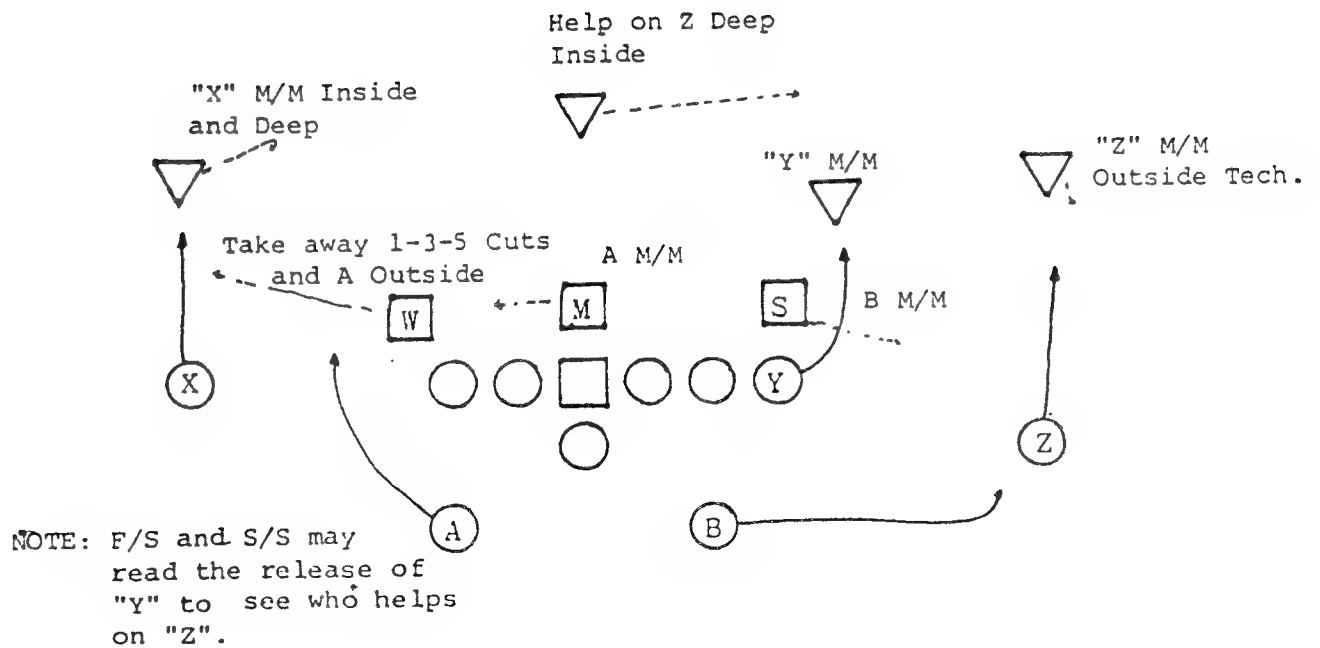 Help on Z Deep
Inside
"X" M/M Inside
and Deep
"Y" M/M
"Z" M/M
Outside Tech.
Take away 1-3-5 Cuts
and A Outside
A M/M
B M/M
W
M
S
X
Y
Z
A
B
NOTE: F/S and S/S may
read the release of
"Y" to see who helps
on "Z".